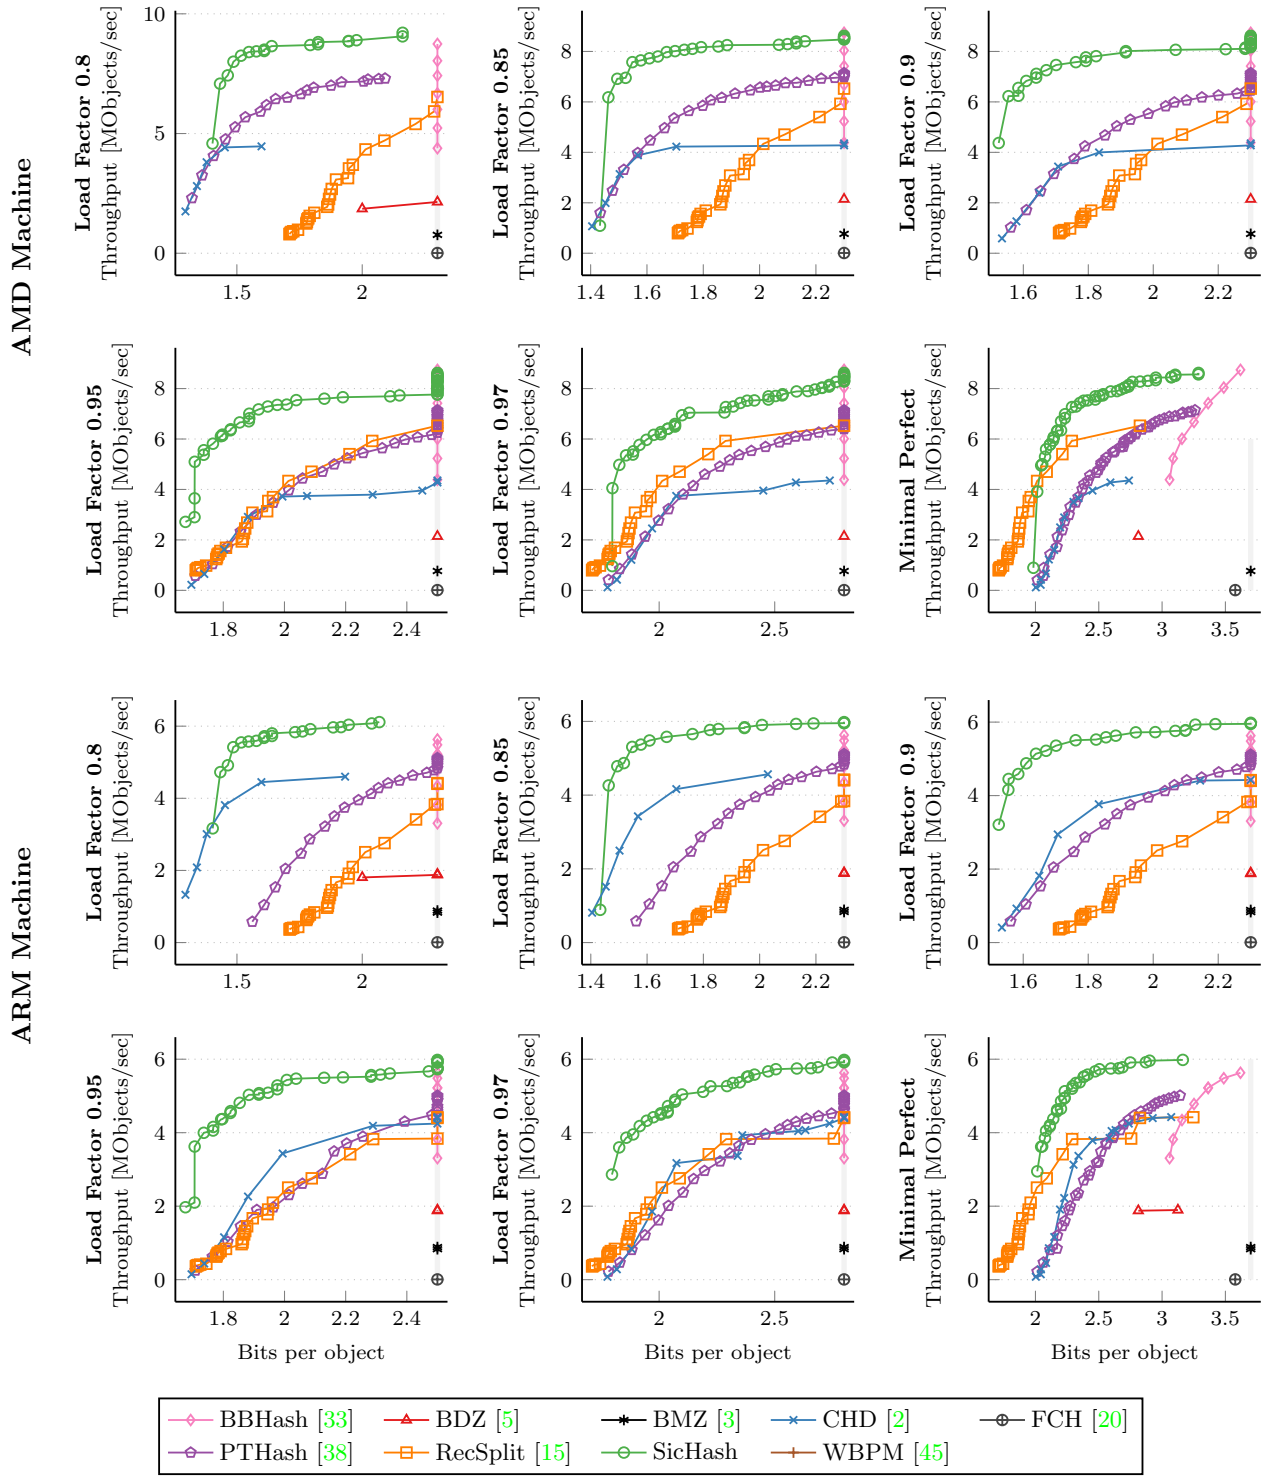 AMD Machine
Load Factor 0.8
Throughput [MObjects/sec]
10
5
0
1.5 2
Load Factor 0.85
Throughput [MObjects/sec]
8
6
4
2
0
1.4 1.6 1.8 2 2.2
Load Factor 0.9
Throughput [MObjects/sec]
8
6
4
2
0
1.6 1.8 2 2.2
Load Factor 0.95
Throughput [MObjects/sec]
8
6
4
2
0
1.8 2 2.2 2.4
Load Factor 0.97
Throughput [MObjects/sec]
8
6
4
2
0
2 2.5
Minimal Perfect
Throughput [MObjects/sec]
8
6
4
2
0
2 2.5 3 3.5
ARM Machine
Load Factor 0.8
Throughput [MObjects/sec]
6
4
2
0
1.5 2
Load Factor 0.85
Throughput [MObjects/sec]
6
4
2
0
1.4 1.6 1.8 2 2.2
Load Factor 0.9
Throughput [MObjects/sec]
6
4
2
0
1.6 1.8 2 2.2
Load Factor 0.95
Throughput [MObjects/sec]
6
4
2
0
1.8 2 2.2 2.4
Bits per object
Load Factor 0.97
Throughput [MObjects/sec]
6
4
2
0
2 2.5
Bits per object
Minimal Perfect
Throughput [MObjects/sec]
6
4
2
0
2 2.5 3 3.5
Bits per object
BBHash [33] BDZ [5] BMZ [3] CHD [2] FCH [20]
PTHash [38] RecSplit [15] SicHash WBPM [45]